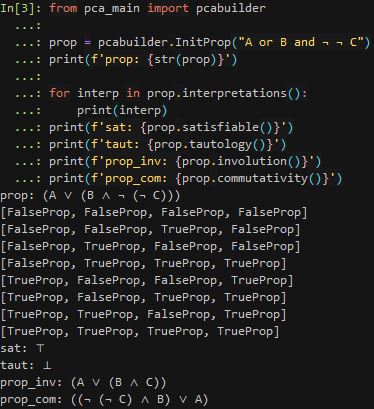 In[3]: from pca_main import pcabuilder
...:
...: prop = pcabuilder.InitProp("A or B and ¬ ¬ C")
...: print(f'prop: {str(prop)}')
...:
...: for interp in prop.interpretations():
...:     print(interp)
...: print(f'sat: {prop.satisfiable()}')
...: print(f'taut: {prop.tautology()}')
...: print(f'prop_inv: {prop.involution()}')
...: print(f'prop_com: {prop.commutativity()}')
prop: (A ∨ (B ∧ ¬ (¬ C)))
[FalseProp, FalseProp, FalseProp, FalseProp]
[FalseProp, FalseProp, TrueProp, FalseProp]
[FalseProp, TrueProp, FalseProp, FalseProp]
[FalseProp, TrueProp, TrueProp, TrueProp]
[TrueProp, FalseProp, FalseProp, TrueProp]
[TrueProp, FalseProp, TrueProp, TrueProp]
[TrueProp, TrueProp, FalseProp, TrueProp]
[TrueProp, TrueProp, TrueProp, TrueProp]
sat: ⊤
taut: ⊥
prop_inv: (A ∨ (B ∧ C))
prop_com: ((¬ (¬ C) ∧ B) ∨ A)